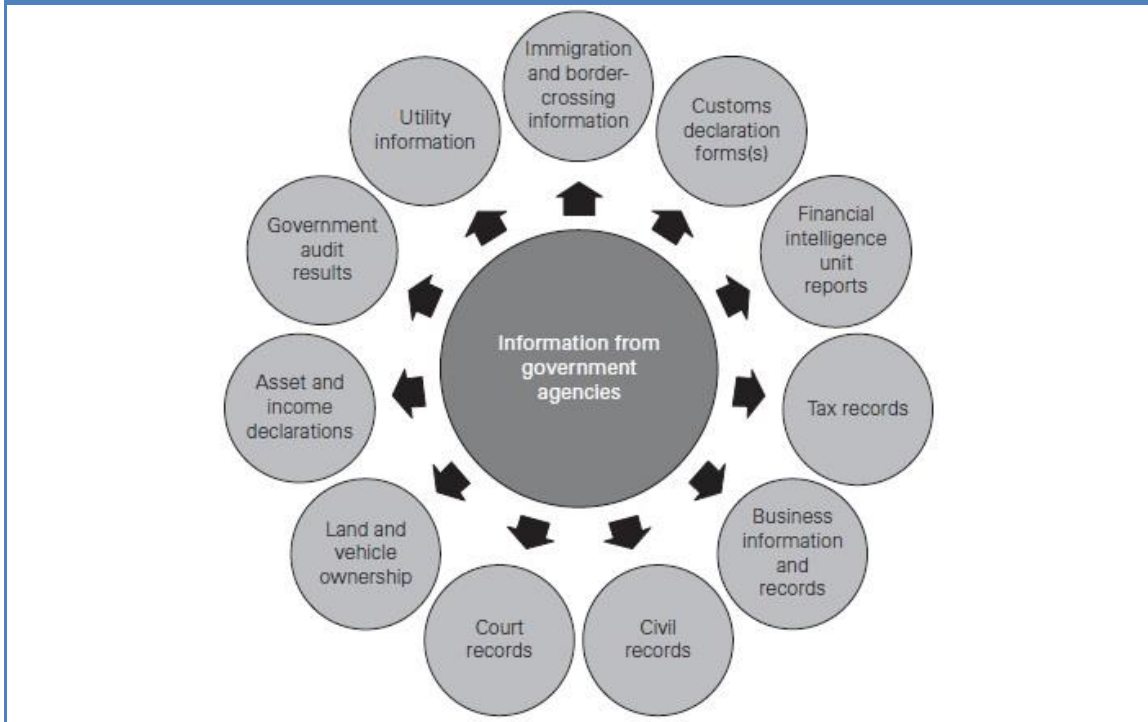 Immigration
and border-
crossing
information
Customs
declaration
forms(s)
Financial
intelligence
unit
reports
Tax records
Business
information
and
records
Civil
records
Court
records
Land and
vehicle
ownership
Asset and
income
declarations
Government
audit
results
Utility
information
Information from
government
agencies